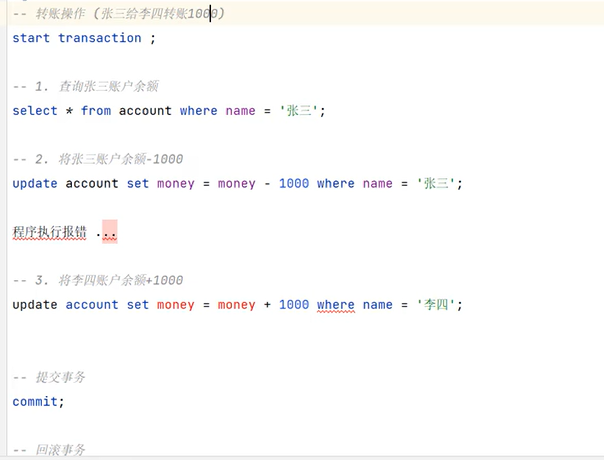 -- 转账操作 (张三给李四转账1000)
start transaction ;
-- 1. 查询张三账户余额
select * from account where name = '张三';
-- 2. 将张三账户余额-1000
update account set money = money - 1000 where name = '张三';
程序执行报错 ...
-- 3. 将李四账户余额+1000
update account set money = money + 1000 where name = '李四';
-- 提交事务
commit;
-- 回滚事务